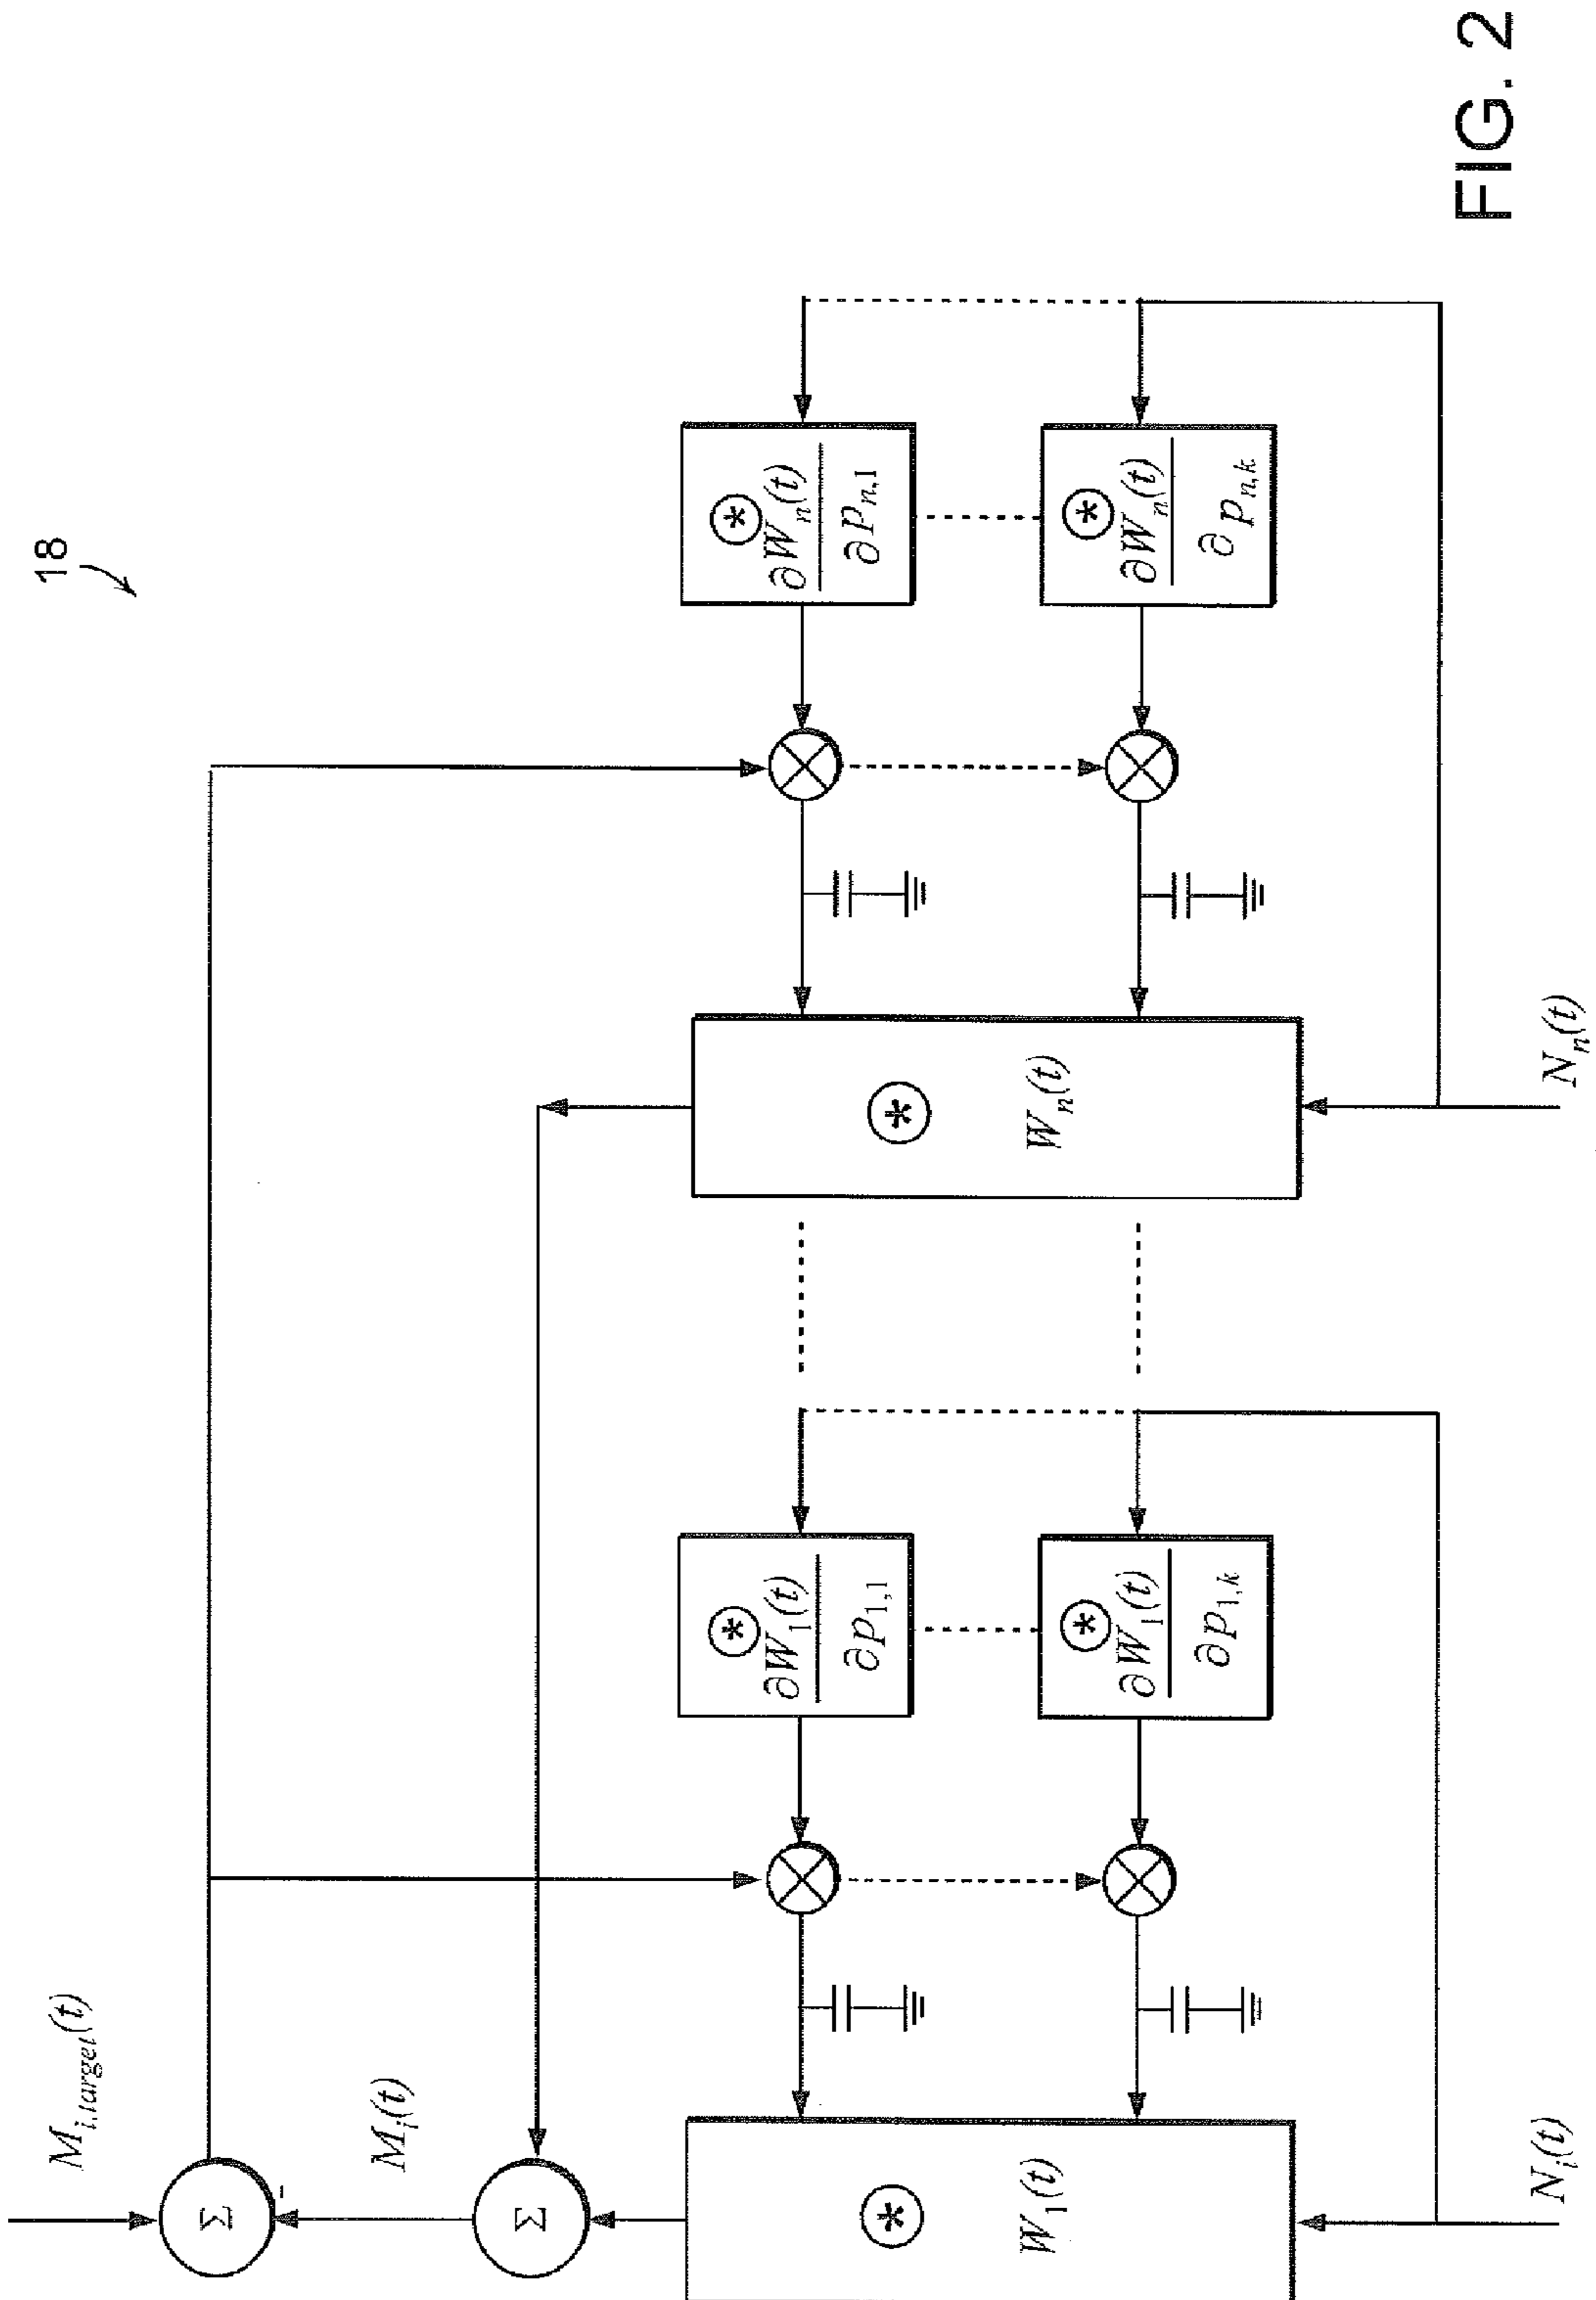 18
M_{i,target}(t)
Σ
-
M_i(t)
Σ
⊛
W_1(t)
N_i(t)
⊛
∂W_1(t)
∂p_{1,1}
⊛
∂W_1(t)
∂p_{1,k}
⊛
W_n(t)
N_n(t)
⊛
∂W_n(t)
∂p_{n,1}
⊛
∂W_n(t)
∂p_{n,k}
FIG. 2